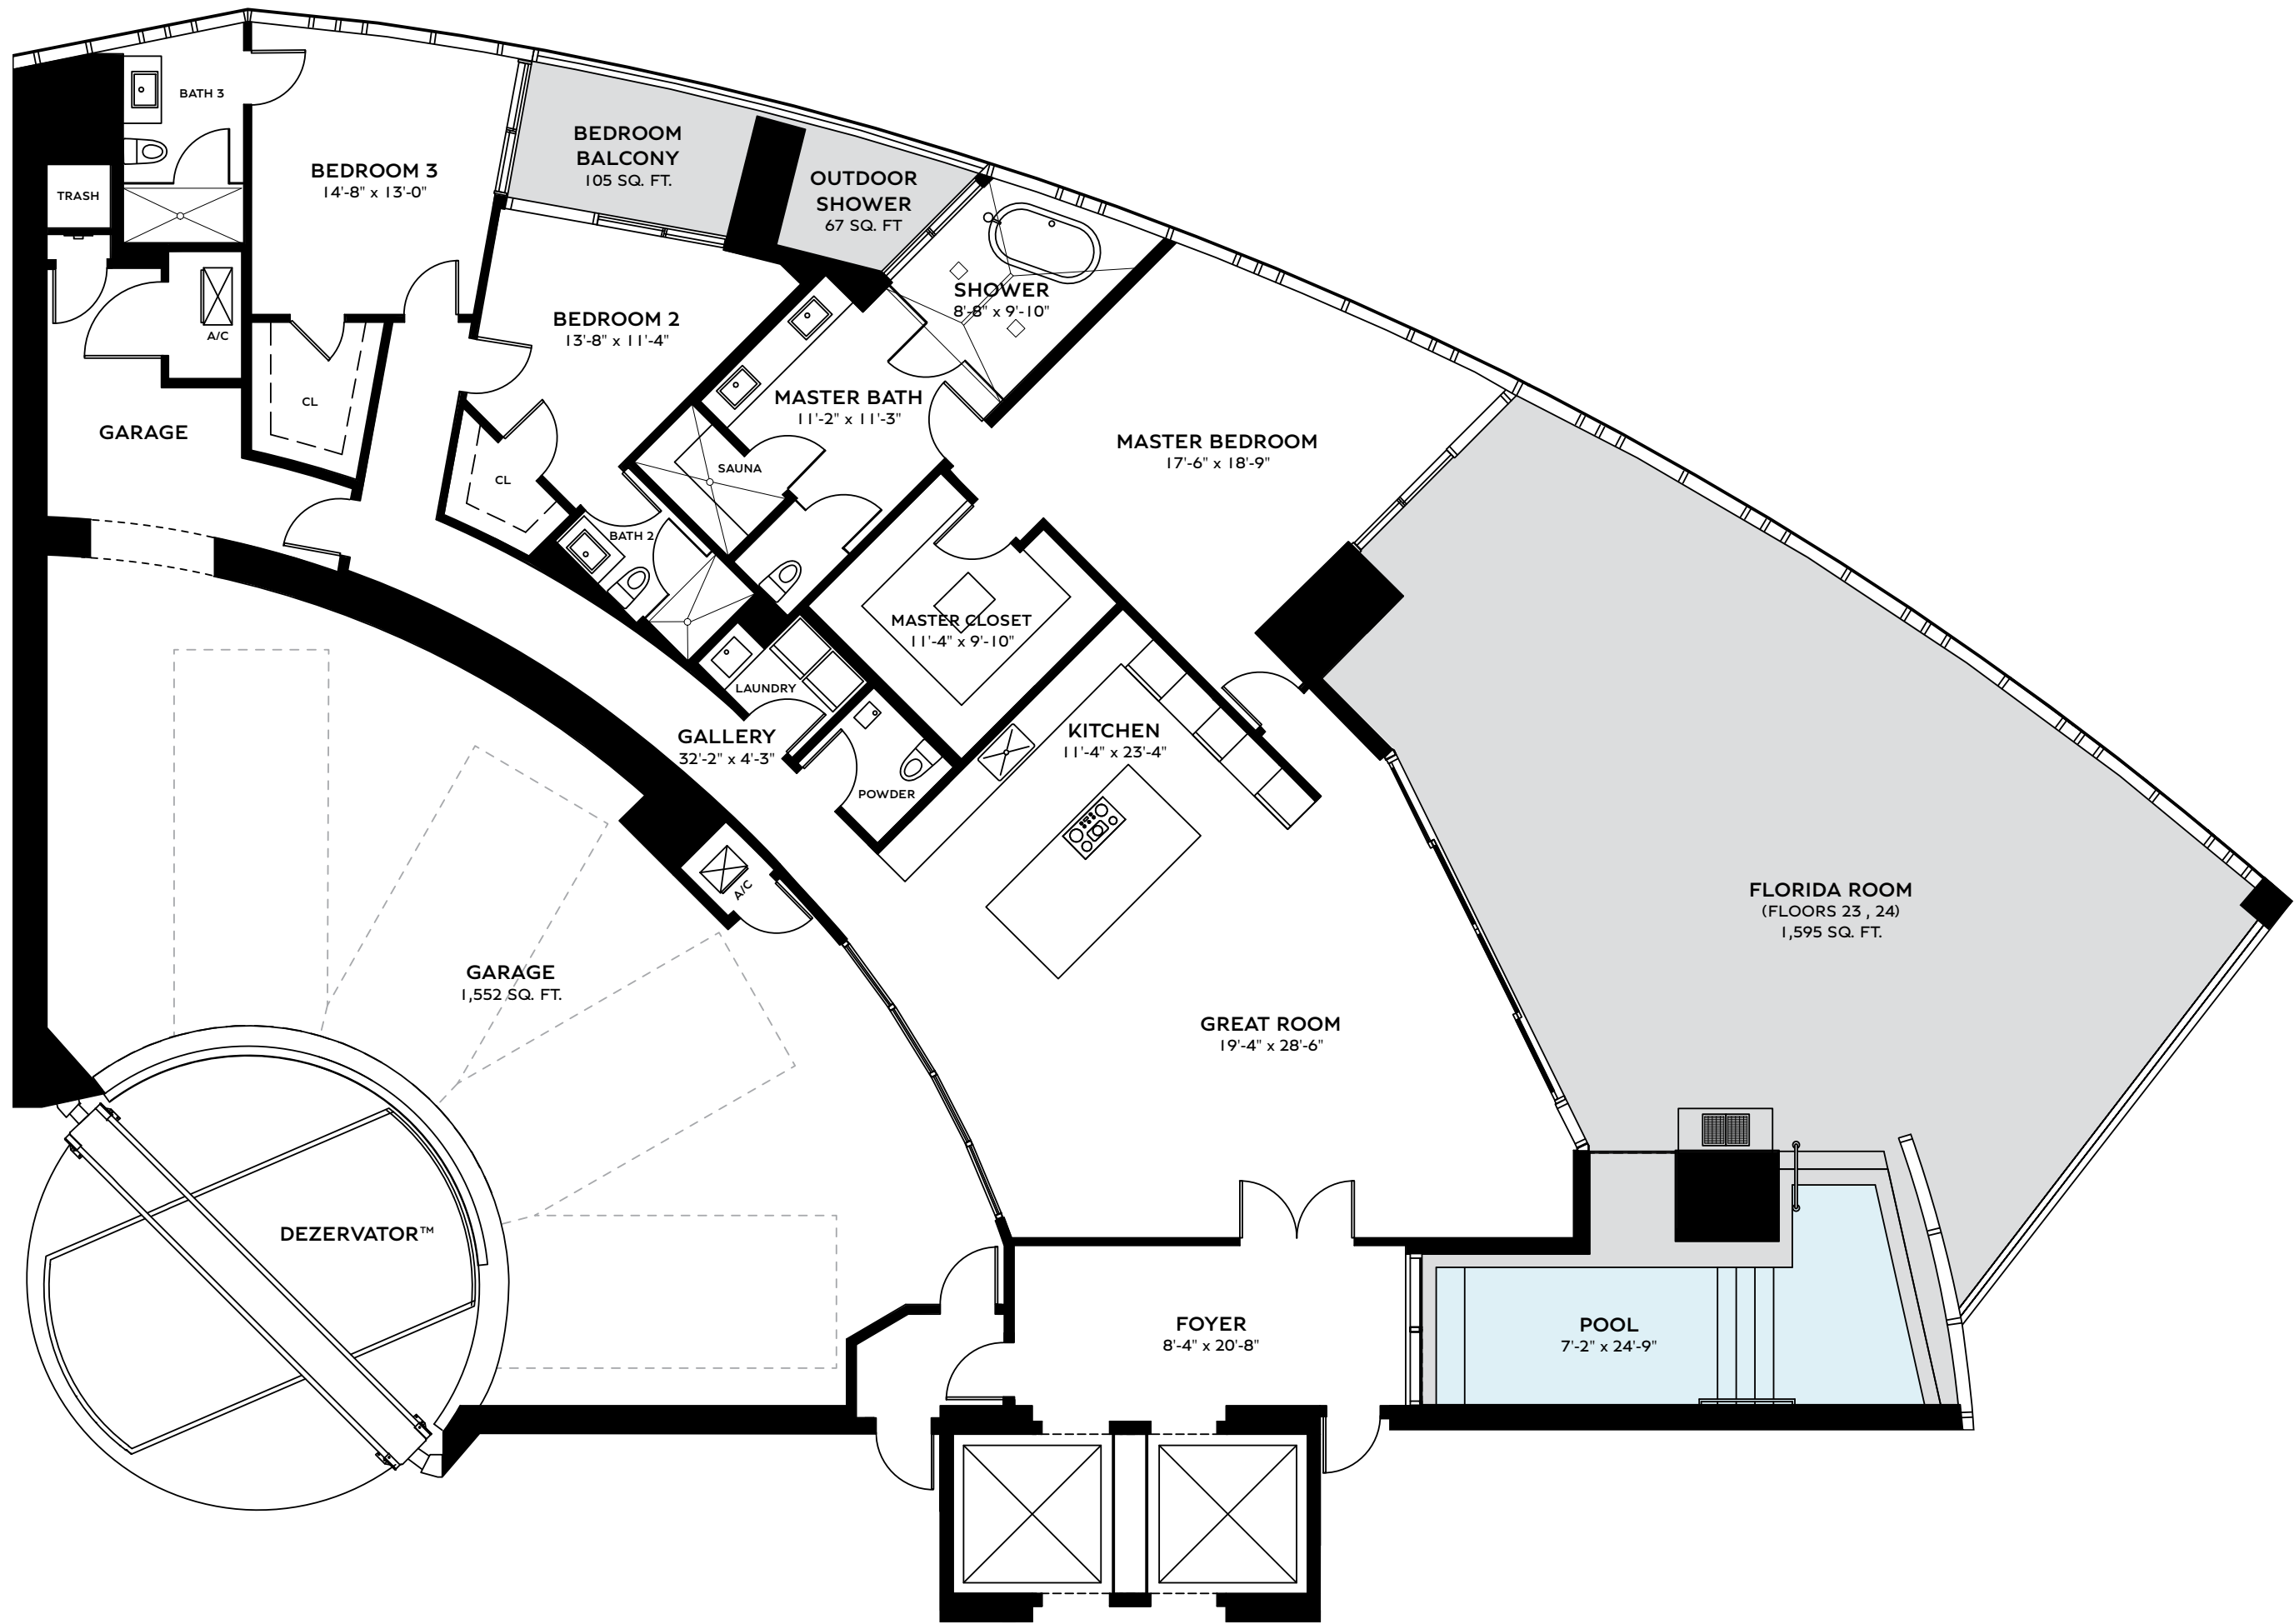 BATH 3
BEDROOM 3
14'-8" x 13'-0"
BEDROOM
BALCONY
105 SQ. FT.
OUTDOOR
SHOWER
67 SQ. FT
TRASH
A/C
SHOWER
8'-8" x 9'-10"
BEDROOM 2
13'-8" x 11'-4"
CL
MASTER BATH
11'-2" x 11'-3"
GARAGE
MASTER BEDROOM
17'-6" x 18'-9"
SAUNA
CL
BATH 2
MASTER CLOSET
11'-4" x 9'-10"
LAUNDRY
GALLERY
32'-2" x 4'-3"
KITCHEN
11'-4" x 23'-4"
POWDER
A/C
FLORIDA ROOM
(FLOORS 23 , 24)
1,595 SQ. FT.
GARAGE
1,552 SQ. FT.
GREAT ROOM
19'-4" x 28'-6"
DEZERVATOR™
FOYER
8'-4" x 20'-8"
POOL
7'-2" x 24'-9"